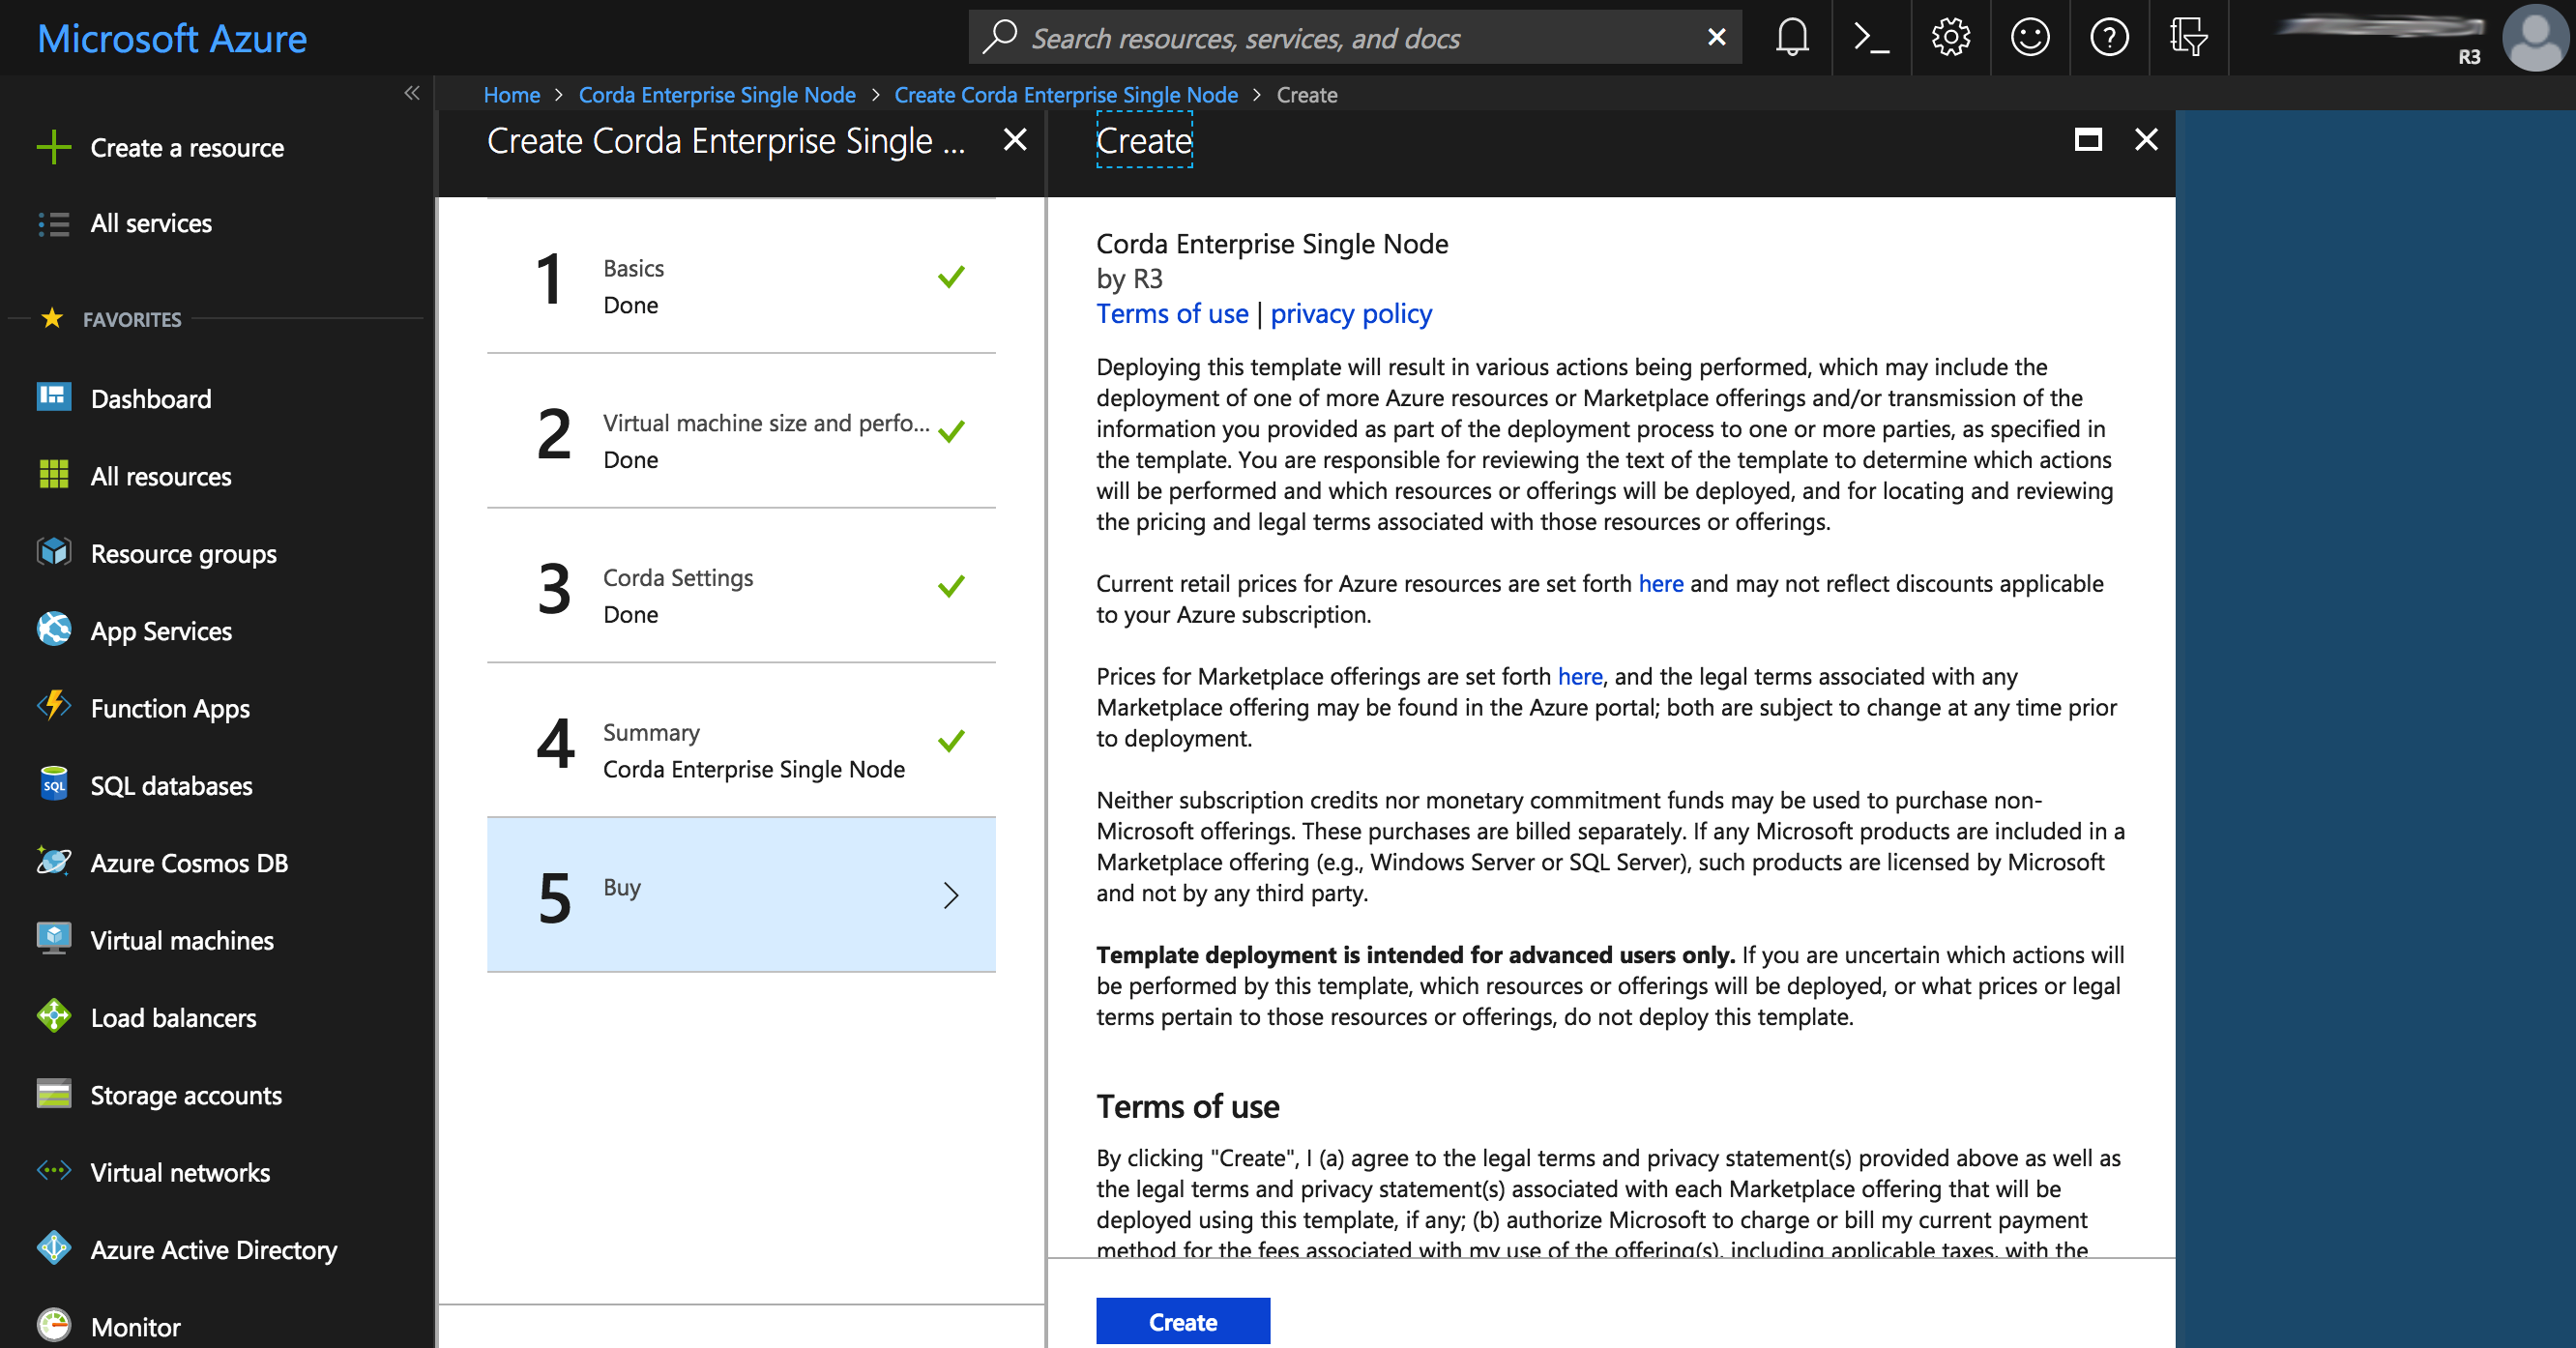 Microsoft Azure
Search resources, services, and docs
R3
Home > Corda Enterprise Single Node > Create Corda Enterprise Single Node > Create
Create a resource
All services
FAVORITES
Dashboard
All resources
Resource groups
App Services
Function Apps
SQL databases
Azure Cosmos DB
Virtual machines
Load balancers
Storage accounts
Virtual networks
Azure Active Directory
Monitor
Create Corda Enterprise Single ...
1 Basics
Done
2 Virtual machine size and perfo...
Done
3 Corda Settings
Done
4 Summary
Corda Enterprise Single Node
5 Buy
Create
Corda Enterprise Single Node
by R3
Terms of use | privacy policy
Deploying this template will result in various actions being performed, which may include the
deployment of one of more Azure resources or Marketplace offerings and/or transmission of the
information you provided as part of the deployment process to one or more parties, as specified in
the template. You are responsible for reviewing the text of the template to determine which actions
will be performed and which resources or offerings will be deployed, and for locating and reviewing
the pricing and legal terms associated with those resources or offerings.
Current retail prices for Azure resources are set forth here and may not reflect discounts applicable
to your Azure subscription.
Prices for Marketplace offerings are set forth here, and the legal terms associated with any
Marketplace offering may be found in the Azure portal; both are subject to change at any time prior
to deployment.
Neither subscription credits nor monetary commitment funds may be used to purchase non-
Microsoft offerings. These purchases are billed separately. If any Microsoft products are included in a
Marketplace offering (e.g., Windows Server or SQL Server), such products are licensed by Microsoft
and not by any third party.
Template deployment is intended for advanced users only. If you are uncertain which actions will
be performed by this template, which resources or offerings will be deployed, or what prices or legal
terms pertain to those resources or offerings, do not deploy this template.
Terms of use
By clicking "Create", I (a) agree to the legal terms and privacy statement(s) provided above as well as
the legal terms and privacy statement(s) associated with each Marketplace offering that will be
deployed using this template, if any; (b) authorize Microsoft to charge or bill my current payment
method for the fees associated with my use of the offering(s), including applicable taxes, with the
Create